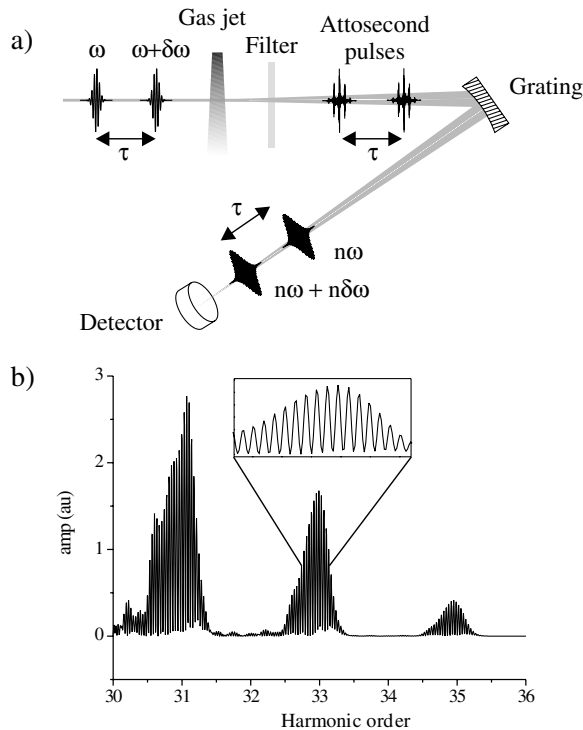 a)
Gas jet
Filter
Attosecond
pulses
Grating
ω
ω+δω
τ
τ
τ
nω
nω + nδω
Detector
b)
3
2
1
0
amp (au)
30
31
32
33
34
35
36
Harmonic order